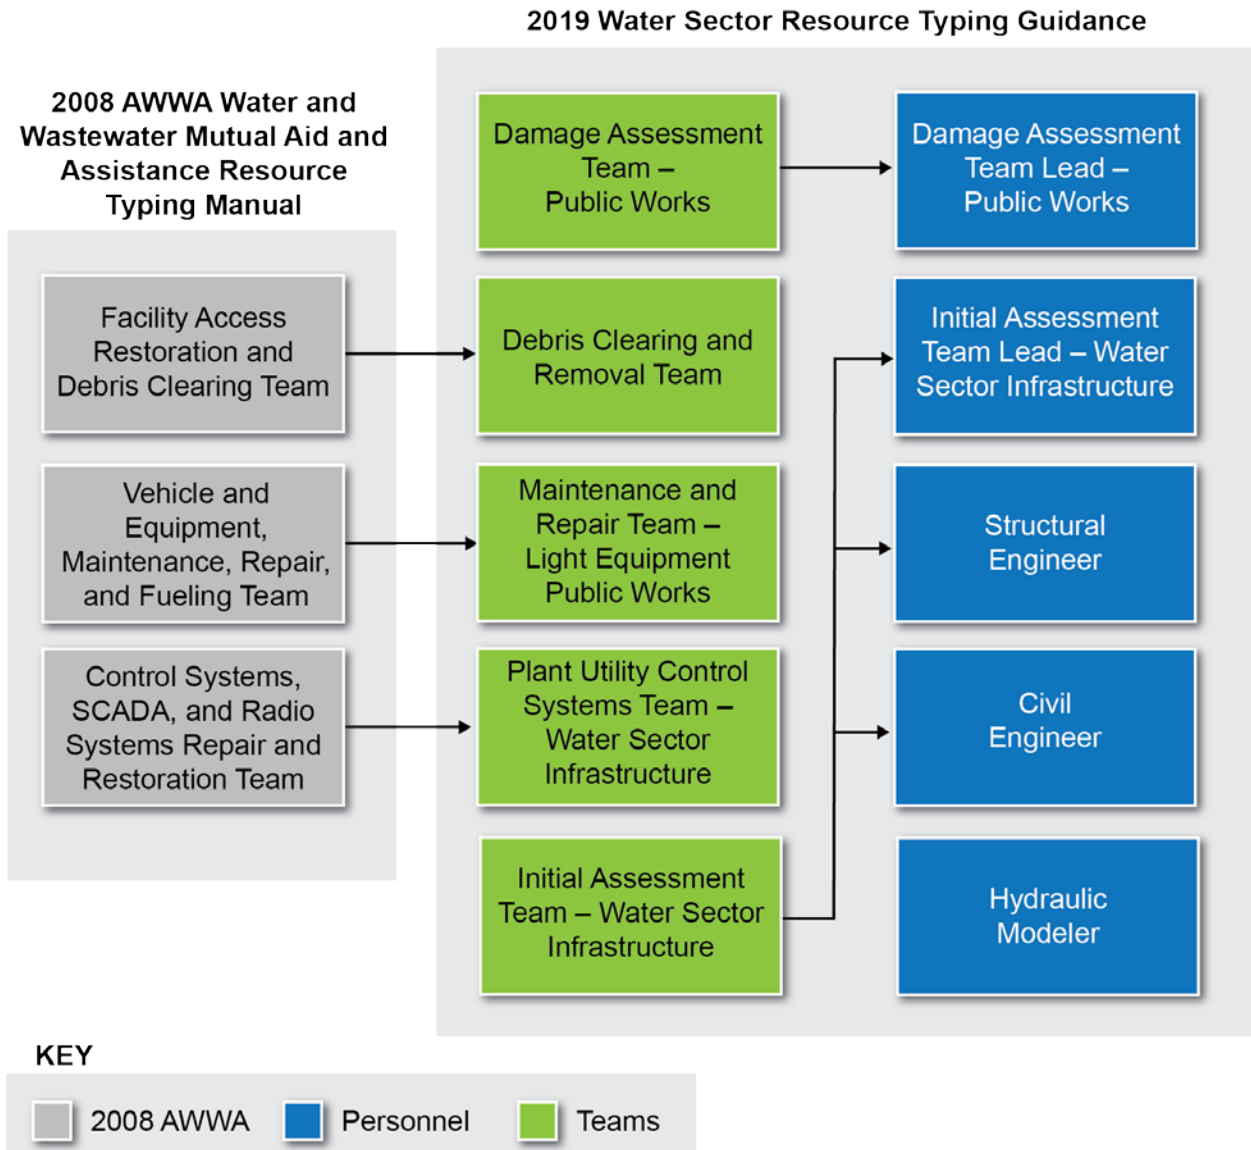 2019 Water Sector Resource Typing Guidance
2008 AWWA Water and
Wastewater Mutual Aid and
Assistance Resource
Typing Manual
Facility Access
Restoration and
Debris Clearing Team
Vehicle and
Equipment,
Maintenance, Repair,
and Fueling Team
Control Systems,
SCADA, and Radio
Systems Repair and
Restoration Team
Damage Assessment
Team –
Public Works
Debris Clearing and
Removal Team
Maintenance and
Repair Team –
Light Equipment
Public Works
Plant Utility Control
Systems Team –
Water Sector
Infrastructure
Initial Assessment
Team – Water Sector
Infrastructure
Damage Assessment
Team Lead –
Public Works
Initial Assessment
Team Lead – Water
Sector Infrastructure
Structural
Engineer
Civil
Engineer
Hydraulic
Modeler
KEY
2008 AWWA
Personnel
Teams